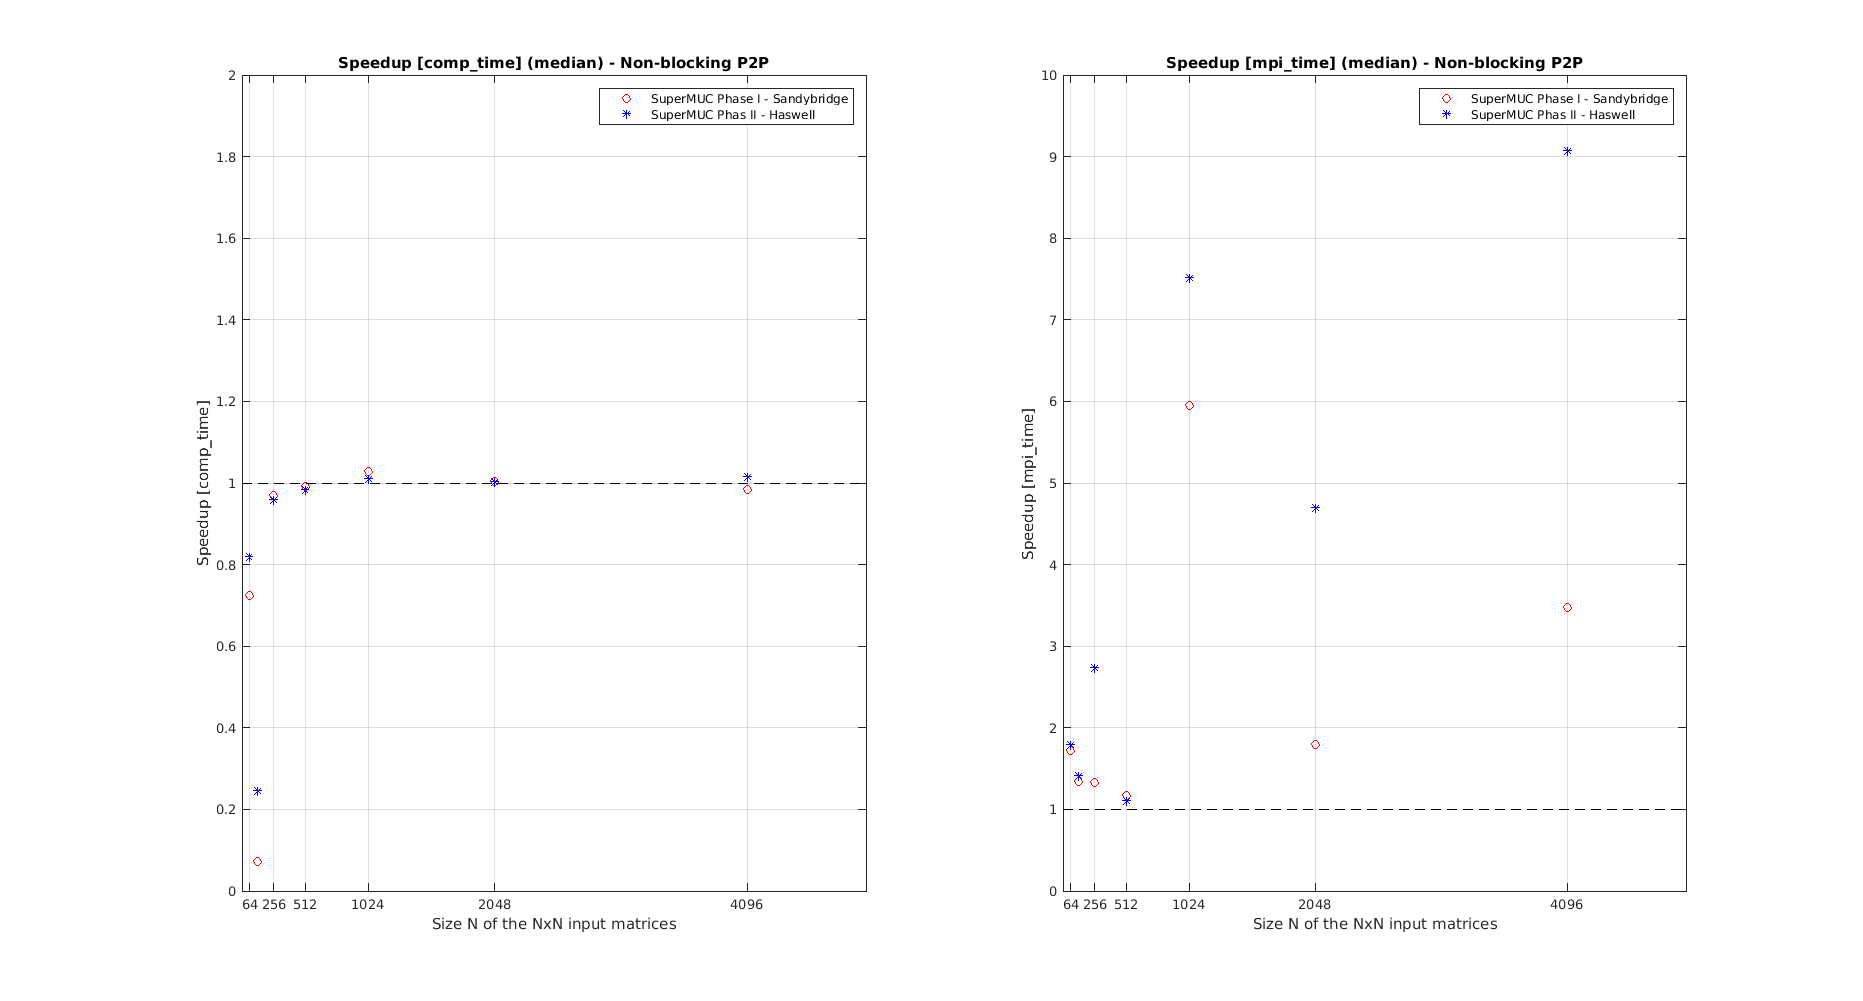 Speedup [comp_time] (median) - Non-blocking P2P
SuperMUC Phase I - Sandybridge
SuperMUC Phas II - Haswell
2
1.8
1.6
1.4
1.2
1
0.8
0.6
0.4
0.2
0
Speedup [comp_time]
64 256 512 1024 2048 4096
Size N of the NxN input matrices
Speedup [mpi_time] (median) - Non-blocking P2P
SuperMUC Phase I - Sandybridge
SuperMUC Phas II - Haswell
10
9
8
7
6
5
4
3
2
1
0
Speedup [mpi_time]
64 256 512 1024 2048 4096
Size N of the NxN input matrices